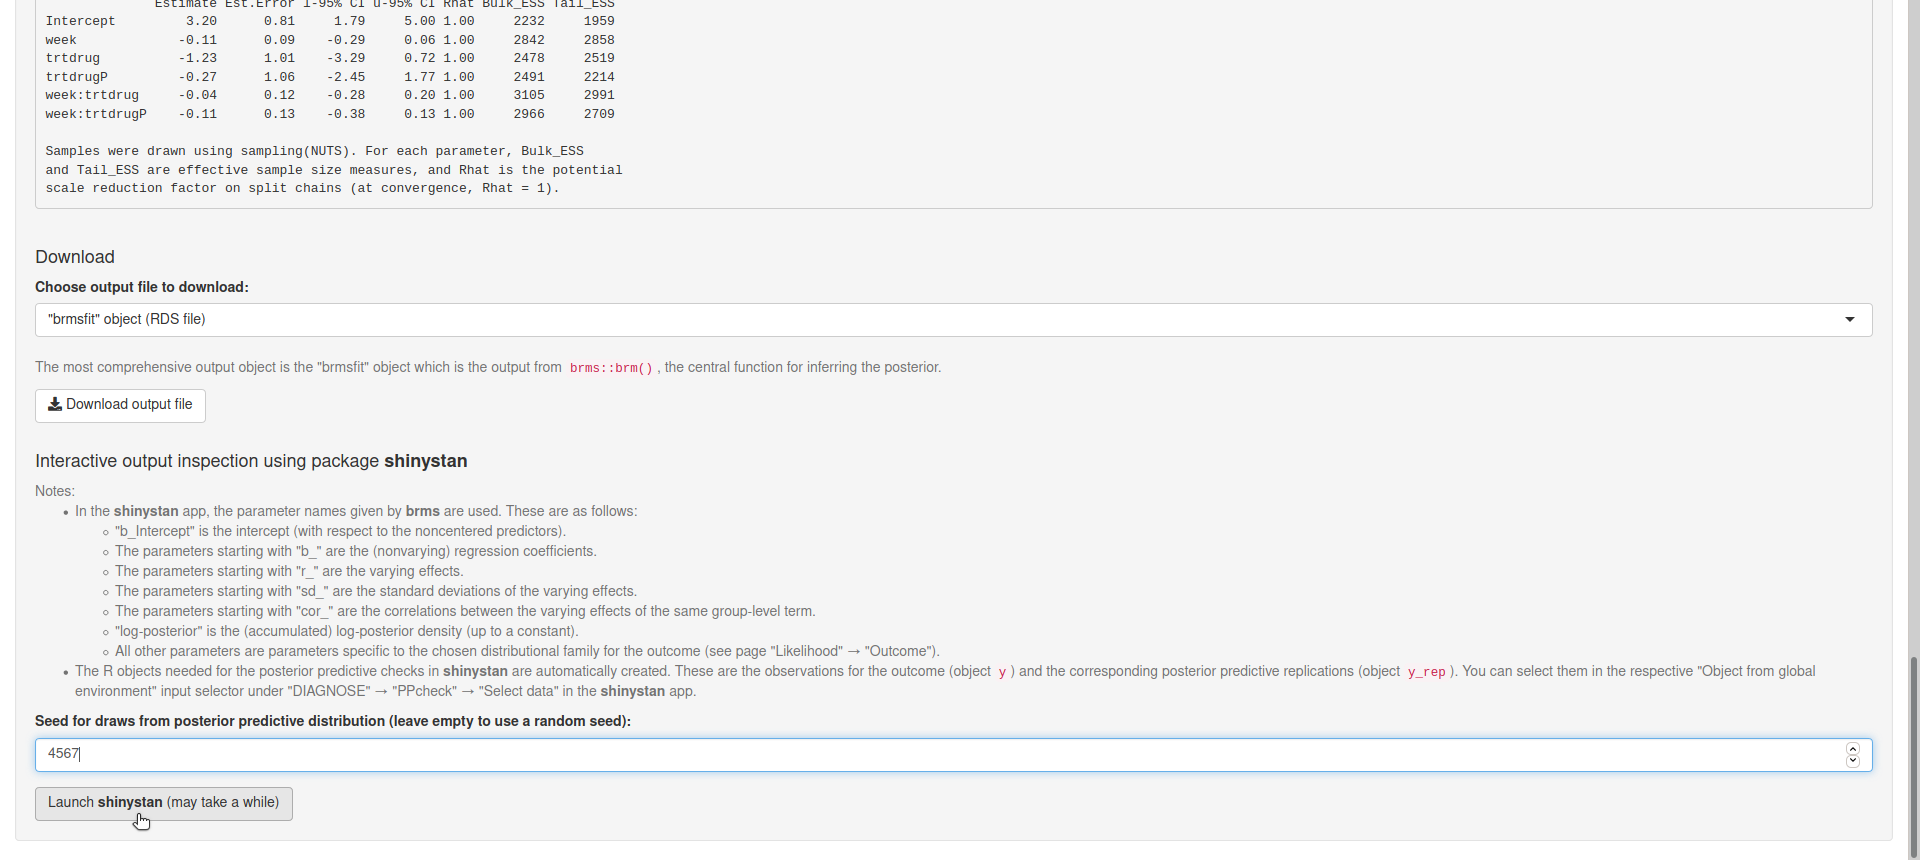 Estimate Est.Error l-95% CI u-95% CI Rhat Bulk_ESS Tail_ESS
Intercept 3.20 0.81 1.79 5.00 1.00 2232 1959
week -0.11 0.09 -0.29 0.06 1.00 2842 2858
trtdrug -1.23 1.01 -3.29 0.72 1.00 2478 2519
trtdrugP -0.27 1.06 -2.45 1.77 1.00 2491 2214
week:trtdrug -0.04 0.12 -0.28 0.20 1.00 3105 2991
week:trtdrugP -0.11 0.13 -0.38 0.13 1.00 2966 2709
Samples were drawn using sampling(NUTS). For each parameter, Bulk_ESS
and Tail_ESS are effective sample size measures, and Rhat is the potential
scale reduction factor on split chains (at convergence, Rhat = 1).
Download
Choose output file to download:
"brmsfit" object (RDS file)
The most comprehensive output object is the "brmsfit" object which is the output from brms::brm() , the central function for inferring the posterior.
Download output file
Interactive output inspection using package shinystan
Notes:
• In the shinystan app, the parameter names given by brms are used. These are as follows:
◦ "b_Intercept" is the intercept (with respect to the noncentered predictors).
◦ The parameters starting with "b_" are the (nonvarying) regression coefficients.
◦ The parameters starting with "r_" are the varying effects.
◦ The parameters starting with "sd_" are the standard deviations of the varying effects.
◦ The parameters starting with "cor_" are the correlations between the varying effects of the same group-level term.
◦ "log-posterior" is the (accumulated) log-posterior density (up to a constant).
◦ All other parameters are parameters specific to the chosen distributional family for the outcome (see page "Likelihood" → "Outcome").
• The R objects needed for the posterior predictive checks in shinystan are automatically created. These are the observations for the outcome (object y ) and the corresponding posterior predictive replications (object y_rep ). You can select them in the respective "Object from global
environment" input selector under "DIAGNOSE" → "PPcheck" → "Select data" in the shinystan app.
Seed for draws from posterior predictive distribution (leave empty to use a random seed):
4567
Launch shinystan (may take a while)